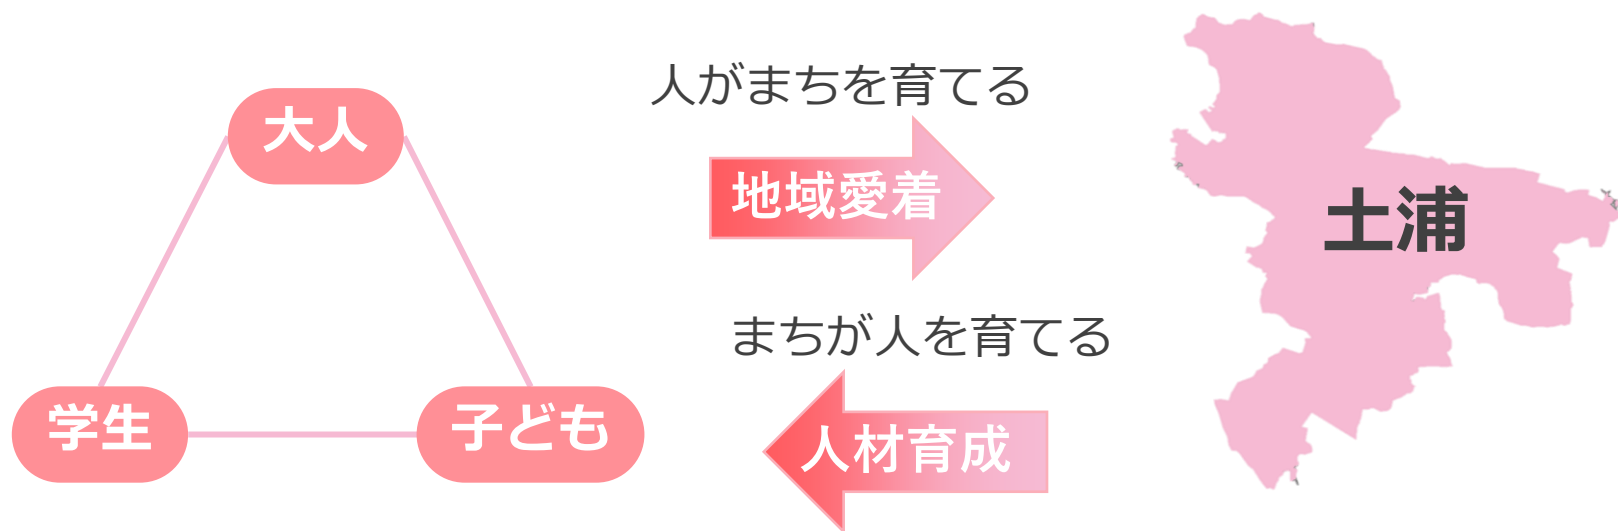 大人
学生
子ども
人がまちを育てる
地域愛着
まちが人を育てる
人材育成
土浦